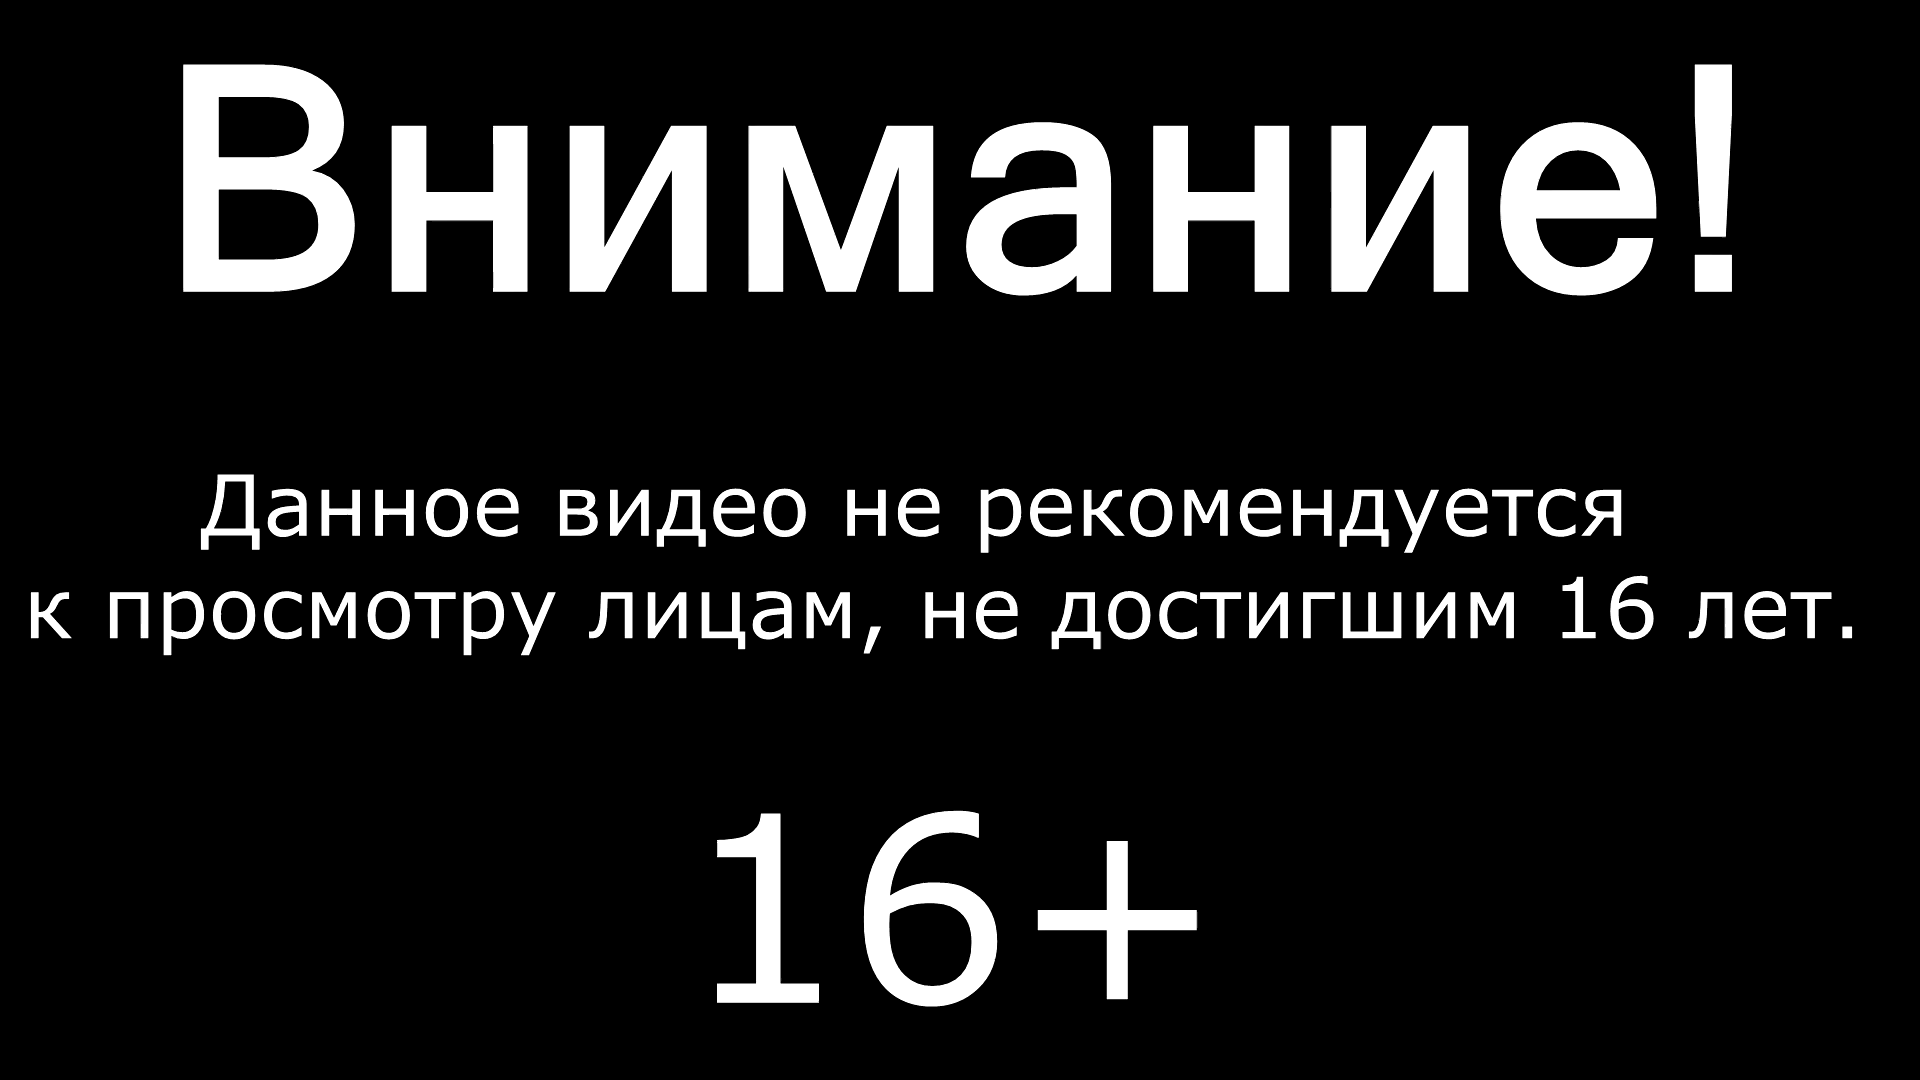 Внимание!
Данное видео не рекомендуется
к просмотру лицам, не достигшим 16 лет.
16+